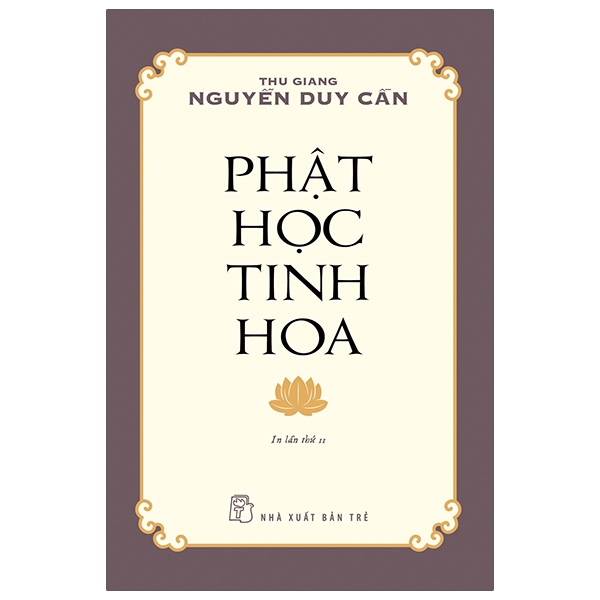 THU GIANG
NGUYỄN DUY CẦN
PHẬT
HỌC
TINH
HOA
In lần thứ 11
NHÀ XUẤT BẢN TRẺ